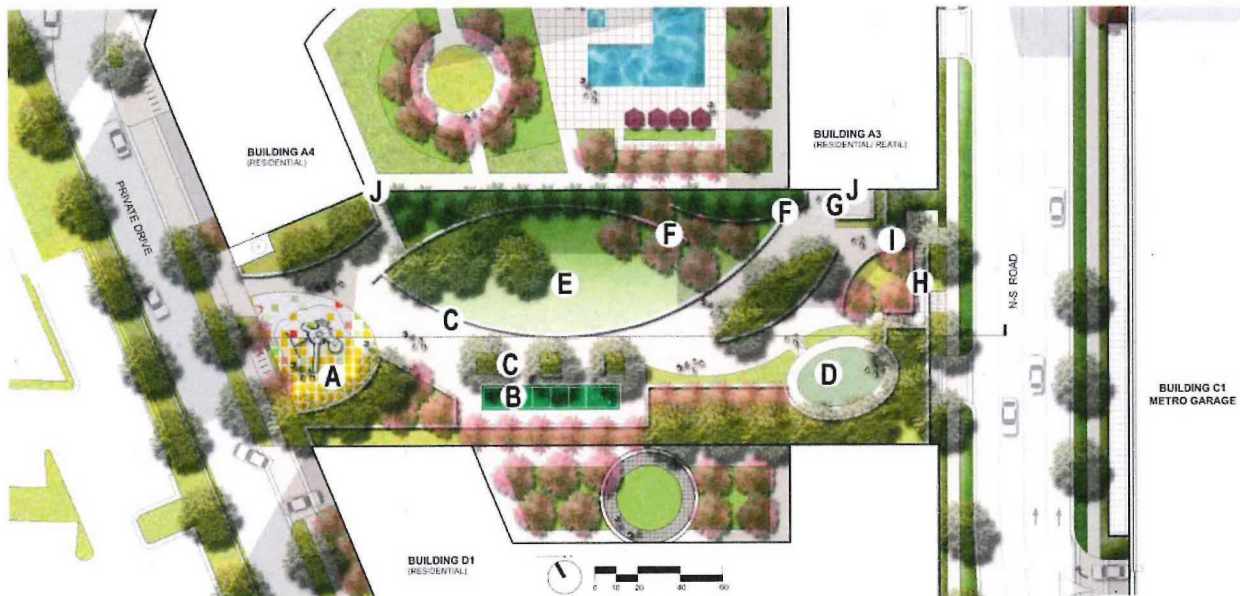 BUILDING A4
(RESIDENTIAL)
BUILDING A3
(RESIDENTIAL/ REATIL)
PRIVATE DRIVE
J
J
G
F
F
I
E
H
N-S ROAD
C
C
A
B
D
BUILDING C1
METRO GARAGE
BUILDING D1
(RESIDENTIAL)
0 10 20 40 60